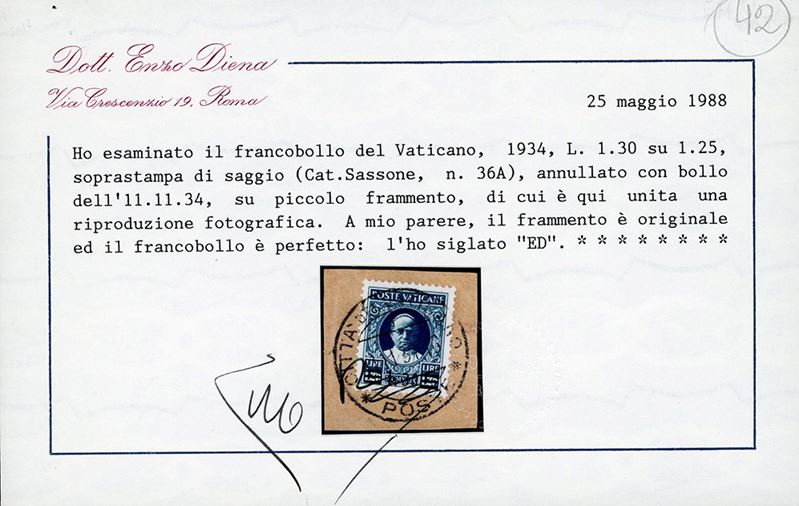 42
Dott. Enzo Diena
Via Crescenzio 19, Roma
25 maggio 1988
Ho esaminato il francobollo del Vaticano, 1934, L. 1.30 su 1.25,
soprastampa di saggio (Cat.Sassone, n. 36A), annullato con bollo
dell'11.11.34, su piccolo frammento, di cui è qui unita una
riproduzione fotografica. A mio parere, il frammento è originale
ed il francobollo è perfetto: l'ho siglato "ED". * * * * * * * *
POSTE VATICANE
LIRE LIRE
POSTE